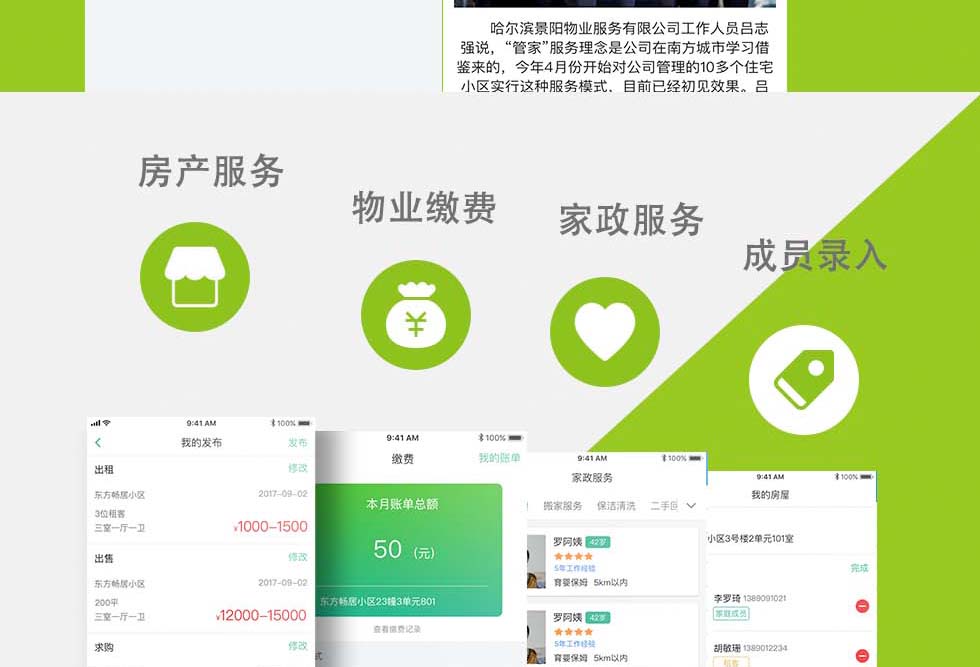 哈尔滨景阳物业服务有限公司工作人员吕志
强说，“管家”服务理念是公司在南方城市学习借
鉴来的，今年4月份开始对公司管理的10多个住宅
小区实行这种服务模式，目前已经初见效果。吕
房产服务
物业缴费
家政服务
成员录入
9:41 AM
100%
我的发布
发布
出租
修改
东方畅居小区
2017-09-02
3位租客
三室一厅一卫
¥1000-1500
出售
修改
东方畅居小区
2017-09-02
200平
三室一厅一卫
¥12000-15000
求购
修改
9:41 AM
100%
缴费
我的账单
本月账单总额
50 (元)
东方畅居小区23幢3单元801
查看缴费记录
式
9:41 AM
100%
家政服务
搬家服务
保洁清洗
二手回
罗阿姨
42岁
5年工作经验
育婴保姆 5km以内
罗阿姨
42岁
5年工作经验
育婴保姆 5km以内
9:41 AM
100%
我的房屋
小区3号楼2单元101室
完成
李罗琦 1389091021
家庭成员
胡敏珊 1389012234
租客